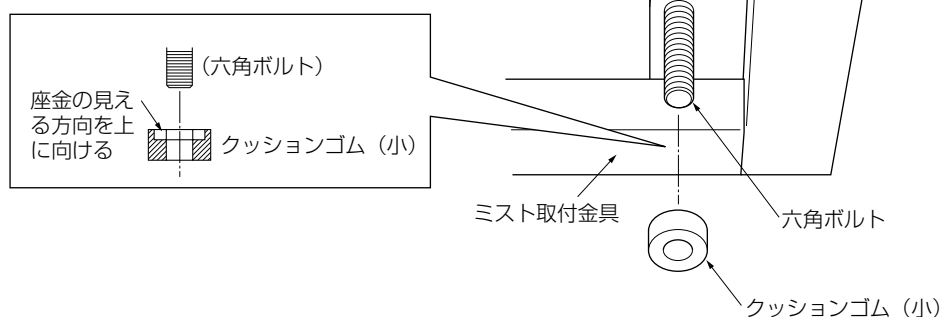 (六角ボルト)
座金の見え
る方向を上
に向ける
クッションゴム(小)
ミスト取付金具
六角ボルト
クッションゴム(小)